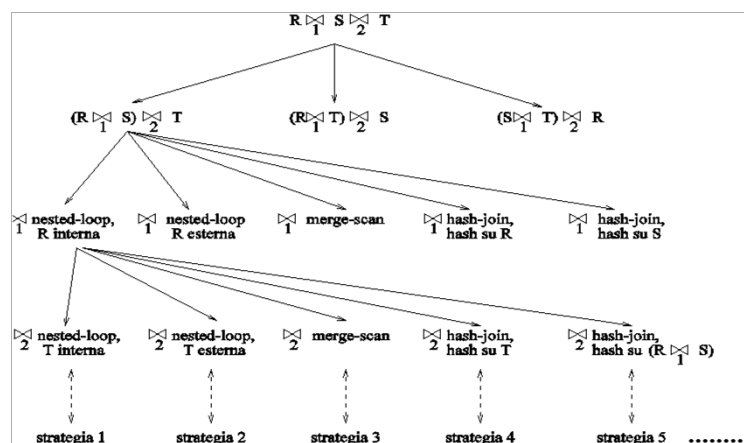 R ⋈1 S ⋈2 T
(R ⋈1 S) ⋈2 T
(R ⋈1 T) ⋈2 S
(S ⋈1 T) ⋈2 R
⋈1 nested-loop,
R interna
⋈1 nested-loop
R esterna
⋈1 merge-scan
⋈1 hash-join,
hash su R
⋈1 hash-join,
hash su S
⋈2 nested-loop,
T interna
⋈2 nested-loop,
T esterna
⋈2 merge-scan
⋈2 hash-join,
hash su T
⋈2 hash-join,
hash su (R ⋈1 S)
strategia 1
strategia 2
strategia 3
strategia 4
strategia 5
.........